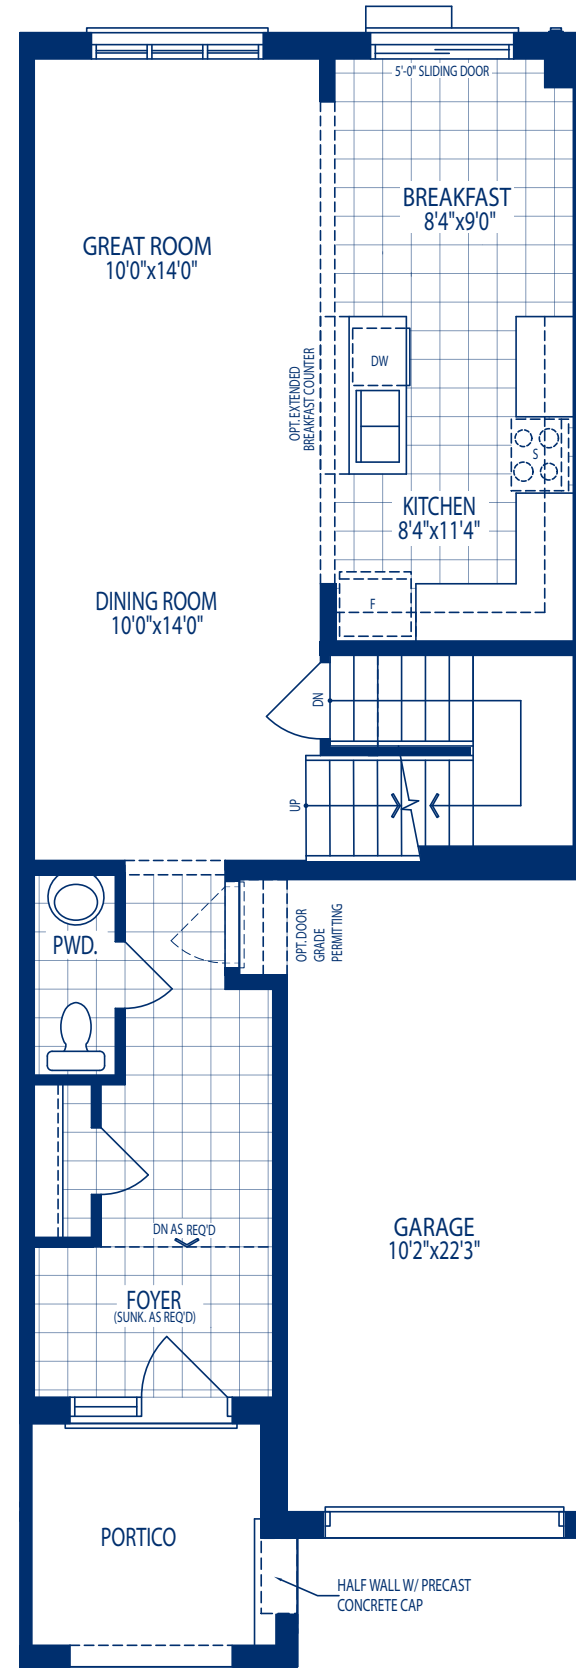 5'-0" SLIDING DOOR
BREAKFAST
8'4"x9'0"
GREAT ROOM
10'0"x14'0"
OPT. EXTENDED
BREAKFAST COUNTER
DW
S
KITCHEN
8'4"x11'4"
DINING ROOM
10'0"x14'0"
F
DN
UP
PWD.
OPT. DOOR
GRADE
PERMITTING
DN AS REQ'D
GARAGE
10'2"x22'3"
FOYER
(SUNK. AS REQ'D)
PORTICO
HALF WALL W/ PRECAST
CONCRETE CAP